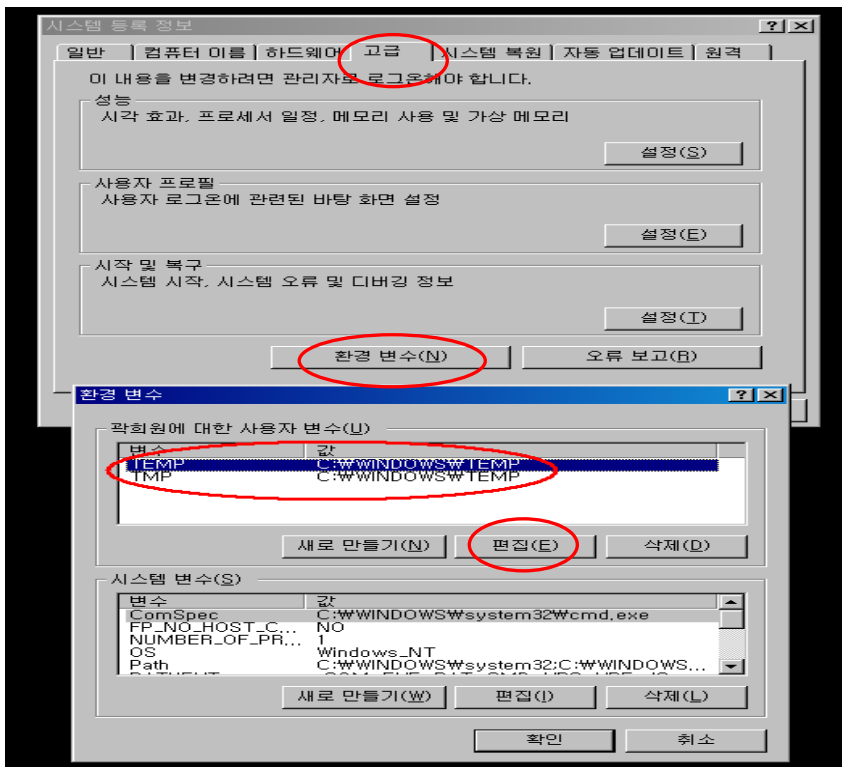 시스템 등록 정보
일반 컴퓨터 이름 하드웨어 고급 시스템 복원 자동 업데이트 원격
이 내용을 변경하려면 관리자로 로그온해야 합니다.
성능
시각 효과, 프로세서 일정, 메모리 사용 및 가상 메모리
설정(S)
사용자 프로필
사용자 로그온에 관련된 바탕 화면 설정
설정(E)
시작 및 복구
시스템 시작, 시스템 오류 및 디버깅 정보
설정(T)
환경 변수(N) 오류 보고(R)
환경 변수
곽희원에 대한 사용자 변수(U)
변수 값
TEMP C:₩WINDOWS₩TEMP
TMP C:₩WINDOWS₩TEMP
새로 만들기(N) 편집(E) 삭제(D)
시스템 변수(S)
변수 값
ComSpec C:₩WINDOWS₩system32₩cmd.exe
FP_NO_HOST_C... NO
NUMBER_OF_PR... 1
OS Windows_NT
Path C:₩WINDOWS₩system32;C:₩WINDOWS...
새로 만들기(W) 편집(I) 삭제(L)
확인 취소